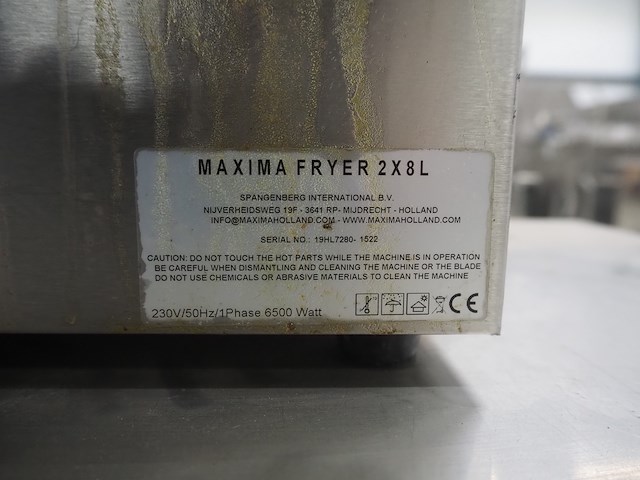 MAXIMA FRYER 2X8L
SPANGENBERG INTERNATIONAL B.V.
NIJVERHEIDSWEG 19F - 3641 RP- MIJDRECHT - HOLLAND
INFO@MAXIMAHOLLAND.COM - WWW.MAXIMAHOLLAND.COM
SERIAL NO.: 19HL7280- 1522
CAUTION: DO NOT TOUCH THE HOT PARTS WHILE THE MACHINE IS IN OPERATION
BE CAREFUL WHEN DISMANTLING AND CLEANING THE MACHINE OR THE BLADE
DO NOT USE CHEMICALS OR ABRASIVE MATERIALS TO CLEAN THE MACHINE
230V/50Hz/1Phase 6500 Watt CE